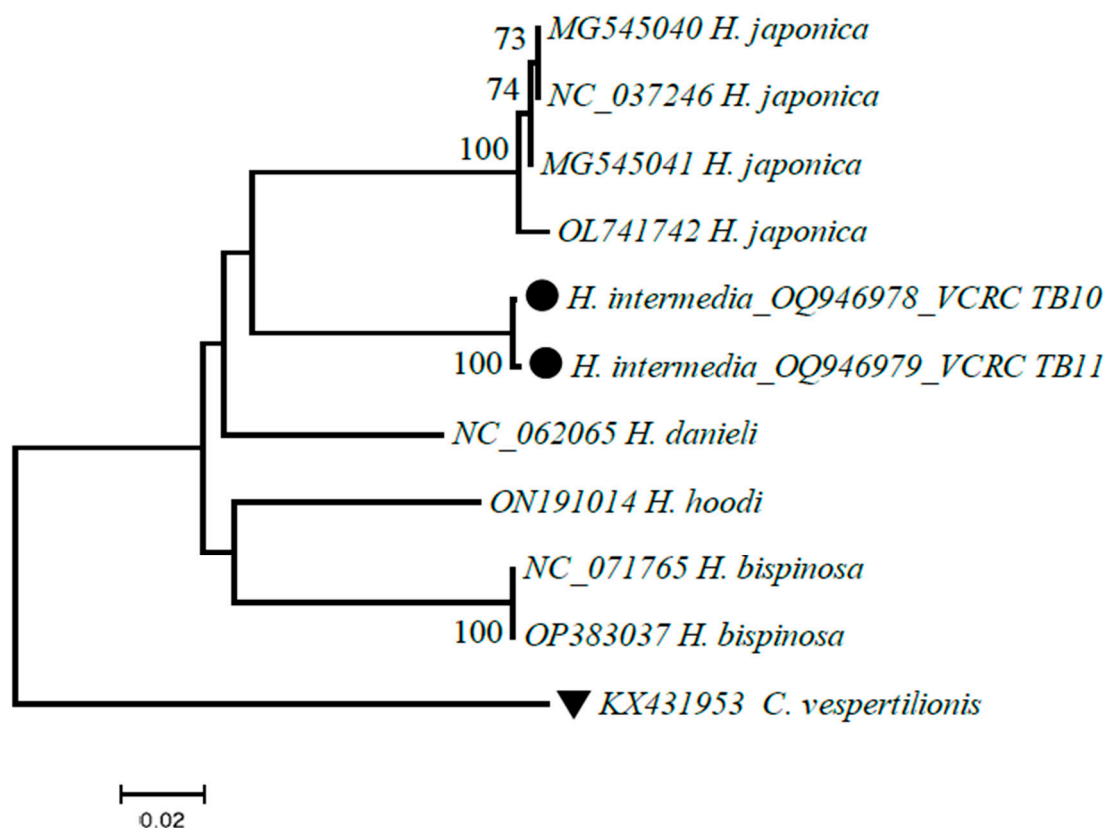 73
MG545040 H. japonica
74
NC_037246 H. japonica
100
MG545041 H. japonica
OL741742 H. japonica
H. intermedia_OQ946978_VCRC TB10
100
H. intermedia_OQ946979_VCRC TB11
NC_062065 H. danieli
ON191014 H. hoodi
NC_071765 H. bispinosa
100
OP383037 H. bispinosa
KX431953 C. vespertilionis
0.02